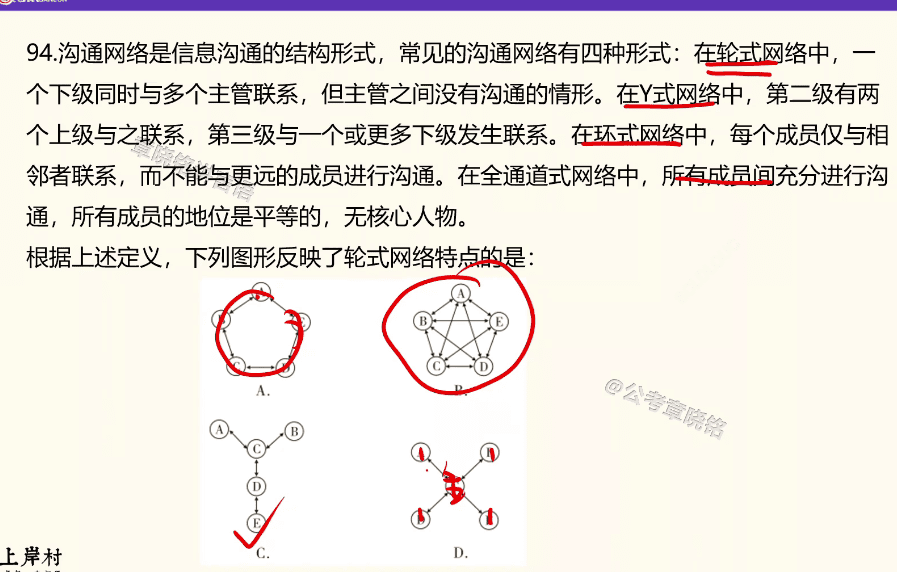 94.沟通网络是信息沟通的结构形式，常见的沟通网络有四种形式：在轮式网络中，一
个下级同时与多个主管联系，但主管之间没有沟通的情形。在Y式网络中，第二级有两
个上级与之联系，第三级与一个或更多下级发生联系。在环式网络中，每个成员仅与相
邻者联系，而不能与更远的成员进行沟通。在全通道式网络中，所有成员间充分进行沟
通，所有成员的地位是平等的，无核心人物。
根据上述定义，下列图形反映了轮式网络特点的是：
A
B E
C D
A
B E
C D
A. B.
@公考章晓铭
A B
C
D
E
C. D.
上岸村